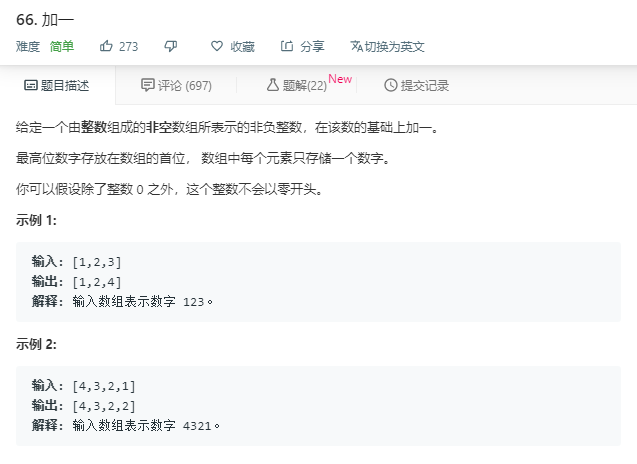 66. 加一
难度 简单 273 收藏 分享 切换为英文
题目描述 评论 (697) 题解(22) New 提交记录
给定一个由整数组成的非空数组所表示的非负整数，在该数的基础上加一。
最高位数字存放在数组的首位， 数组中每个元素只存储一个数字。
你可以假设除了整数 0 之外，这个整数不会以零开头。
示例 1:
输入: [1,2,3]
输出: [1,2,4]
解释: 输入数组表示数字 123。
示例 2:
输入: [4,3,2,1]
输出: [4,3,2,2]
解释: 输入数组表示数字 4321。